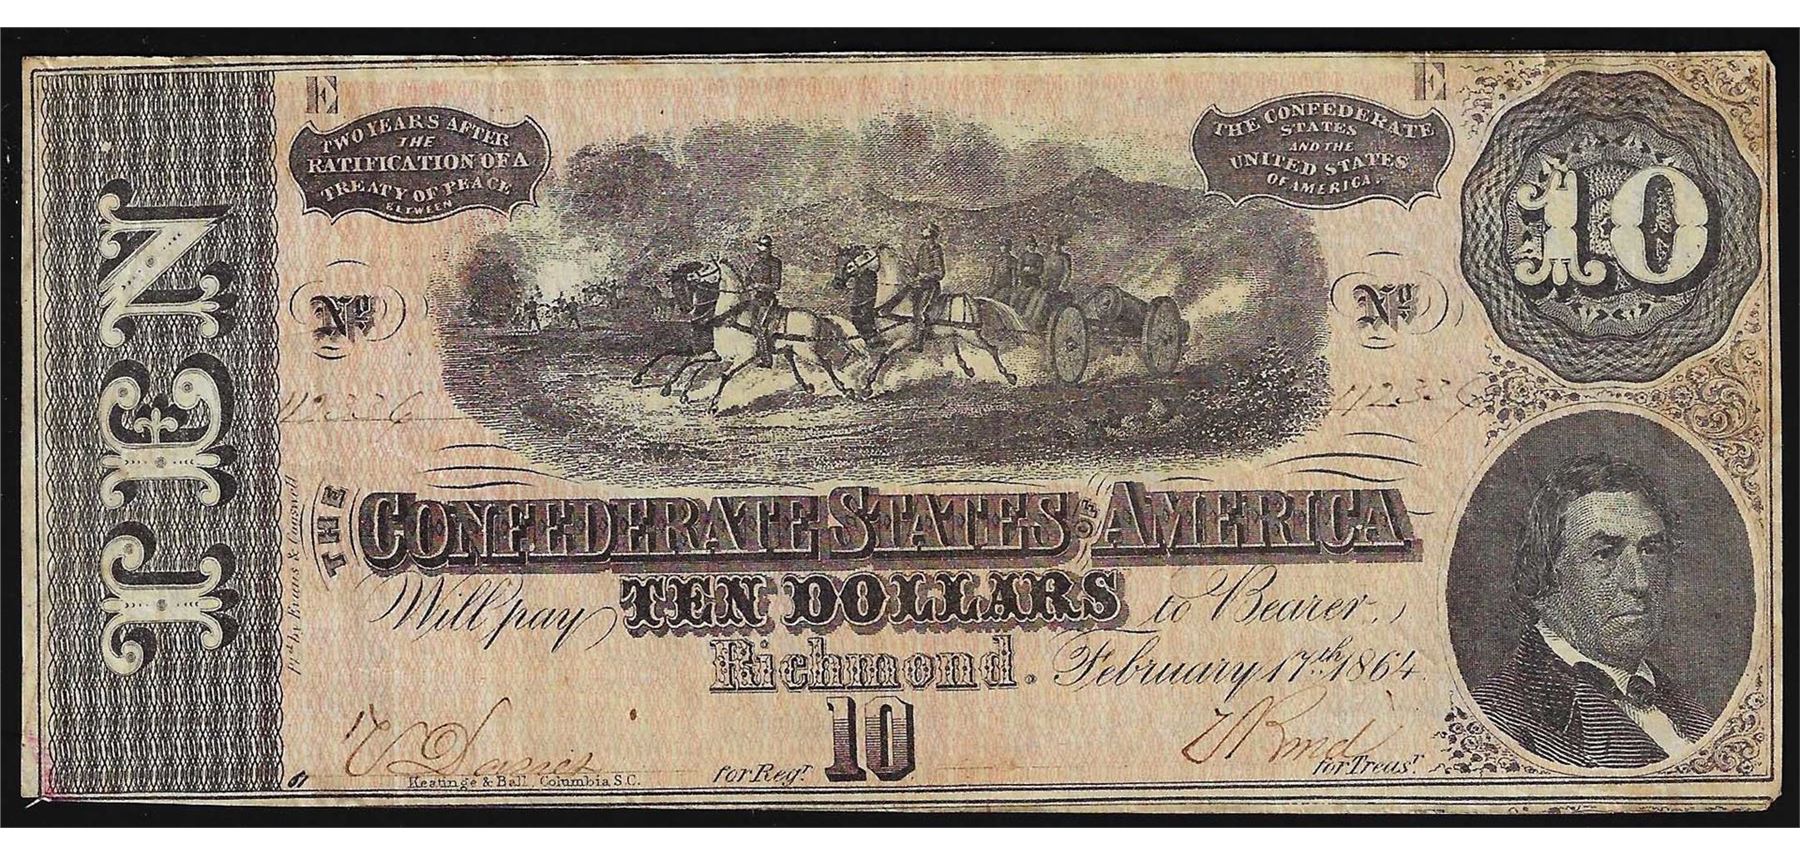 E
E
TWO YEARS AFTER
THE
RATIFICATION OF A
TREATY OF PEACE
BETWEEN
THE CONFEDERATE
STATES
AND THE
UNITED STATES
OF AMERICA.
10
TEN
No
No
THE CONFEDERATE STATES OF AMERICA
Will pay TEN DOLLARS to Bearer.
Richmond. February 17th 1864.
10
for Regr
for Treasr
61
Keatinge & Ball, Columbia S.C.